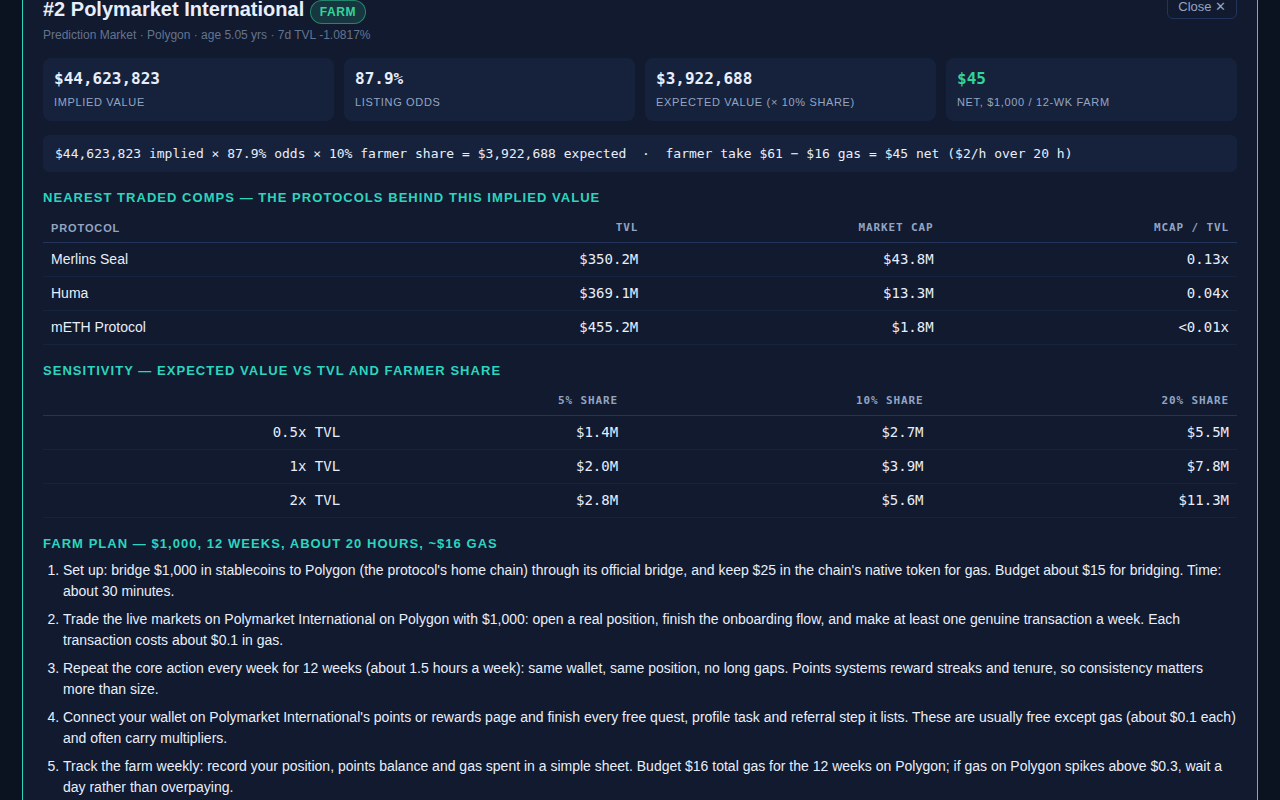 #2 Polymarket International FARM
Close ✕
Prediction Market · Polygon · age 5.05 yrs · 7d TVL -1.0817%
$44,623,823
IMPLIED VALUE
87.9%
LISTING ODDS
$3,922,688
EXPECTED VALUE (× 10% SHARE)
$45
NET, $1,000 / 12-WK FARM
$44,623,823 implied × 87.9% odds × 10% farmer share = $3,922,688 expected · farmer take $61 − $16 gas = $45 net ($2/h over 20 h)
NEAREST TRADED COMPS — THE PROTOCOLS BEHIND THIS IMPLIED VALUE
PROTOCOL TVL MARKET CAP MCAP / TVL
Merlins Seal $350.2M $43.8M 0.13x
Huma $369.1M $13.3M 0.04x
mETH Protocol $455.2M $1.8M <0.01x
SENSITIVITY — EXPECTED VALUE VS TVL AND FARMER SHARE
5% SHARE 10% SHARE 20% SHARE
0.5x TVL $1.4M $2.7M $5.5M
1x TVL $2.0M $3.9M $7.8M
2x TVL $2.8M $5.6M $11.3M
FARM PLAN — $1,000, 12 WEEKS, ABOUT 20 HOURS, ~$16 GAS
1. Set up: bridge $1,000 in stablecoins to Polygon (the protocol's home chain) through its official bridge, and keep $25 in the chain's native token for gas. Budget about $15 for bridging. Time:
about 30 minutes.
2. Trade the live markets on Polymarket International on Polygon with $1,000: open a real position, finish the onboarding flow, and make at least one genuine transaction a week. Each
transaction costs about $0.1 in gas.
3. Repeat the core action every week for 12 weeks (about 1.5 hours a week): same wallet, same position, no long gaps. Points systems reward streaks and tenure, so consistency matters
more than size.
4. Connect your wallet on Polymarket International's points or rewards page and finish every free quest, profile task and referral step it lists. These are usually free except gas (about $0.1 each)
and often carry multipliers.
5. Track the farm weekly: record your position, points balance and gas spent in a simple sheet. Budget $16 total gas for the 12 weeks on Polygon; if gas on Polygon spikes above $0.3, wait a
day rather than overpaying.